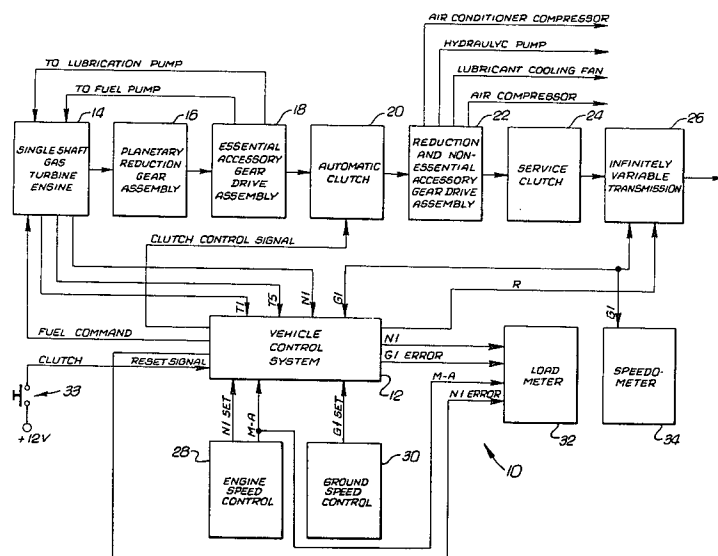 AIR CONDITIONER COMPRESSOR
HYDRAULYC PUMP
LUBRICANT COOLING FAN
AIR COMPRESSOR
TO LUBRICATION PUMP
TO FUEL PUMP
14
16
18
20
22
24
26
SINGLE SHAFT
GAS
TURBINE
ENGINE
PLANETARY
REDUCTION
GEAR
ASSEMBLY
ESSENTIAL
ACCESSORY
GEAR
DRIVE
ASSEMBLY
AUTOMATIC
CLUTCH
REDUCTION
AND NON-
ESSENTIAL
ACCESSORY
GEAR DRIVE
ASSEMBLY
SERVICE
CLUTCH
INFINITELY
VARIABLE
TRANSMISSION
CLUTCH CONTROL SIGNAL
T1
T5
N1
G1
R
G1
FUEL COMMAND
VEHICLE
CONTROL
SYSTEM
12
N1
G1 ERROR
M-A
N1 ERROR
LOAD
METER
32
SPEEDO-
METER
34
CLUTCH
RESET SIGNAL
33
+12V
N1 SET
M-A
G1 SET
28
ENGINE
SPEED
CONTROL
30
GROUND
SPEED
CONTROL
10